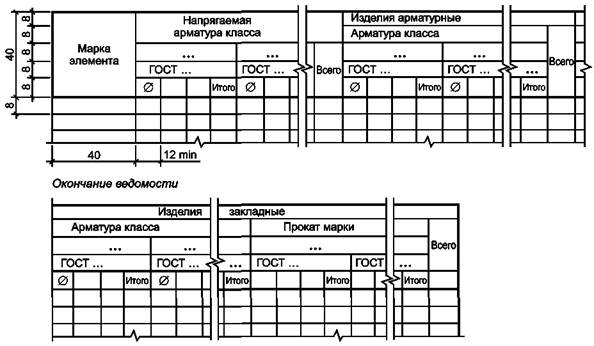 Напрягаемая арматура класса
Изделия арматурные
Марка элемента
Арматура класса
... ... ... ...
Всего
Всего
ГОСТ ... ГОСТ ... ... ГОСТ ... ГОСТ ... ...
∅ Итого ∅ Итого ∅ Итого ∅ Итого
40
8
8
8
8
8
8
40
12 min
Окончание ведомости
Изделия закладные
Арматура класса
Прокат марки
Всего
... ... ...
ГОСТ ... ГОСТ ... ... ГОСТ ... ГОСТ ... ...
∅ Итого ∅ Итого Итого Итого